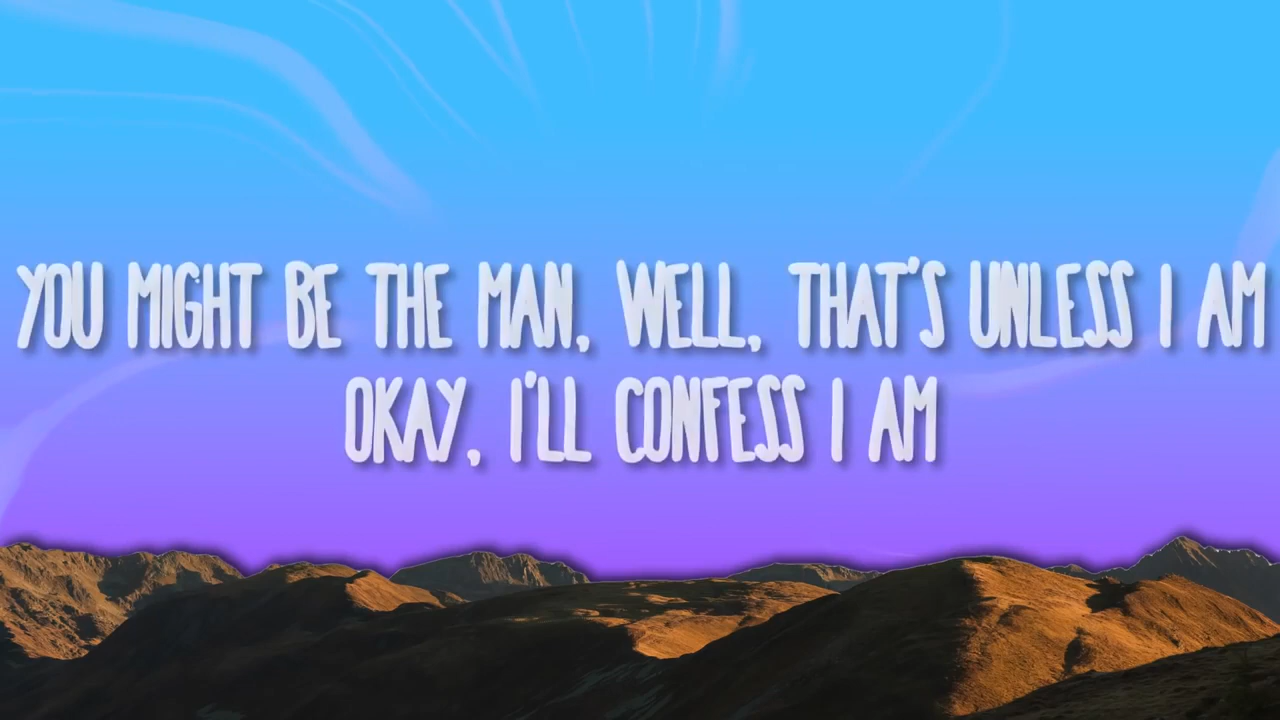 YOU MIGHT BE THE MAN, WELL, THAT'S UNLESS I AM
OKAY, I'LL CONFESS I AM